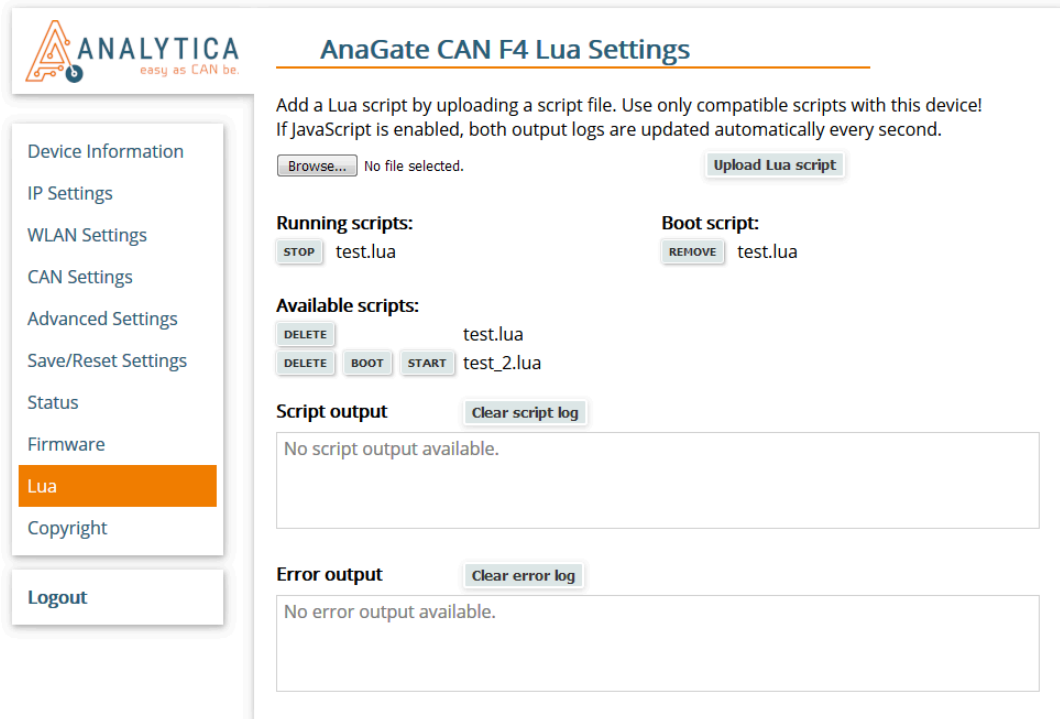 ANALYTICA
easy as CAN be.
AnaGate CAN F4 Lua Settings
Add a Lua script by uploading a script file. Use only compatible scripts with this device!
If JavaScript is enabled, both output logs are updated automatically every second.
Browse... No file selected. Upload Lua script
Device Information
IP Settings
WLAN Settings
CAN Settings
Advanced Settings
Save/Reset Settings
Status
Firmware
Lua
Copyright
Logout
Running scripts: Boot script:
STOP test.lua REMOVE test.lua
Available scripts:
DELETE test.lua
DELETE BOOT START test_2.lua
Script output Clear script log
No script output available.
Error output Clear error log
No error output available.